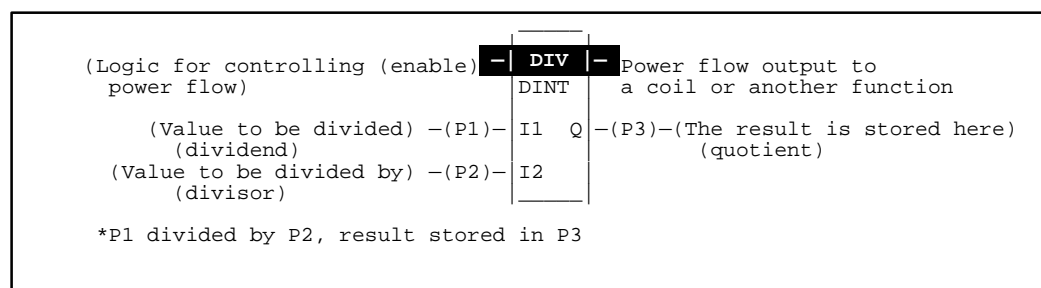 (Logic for controlling (enable) –| DIV |– Power flow output to
power flow) DINT a coil or another function
(Value to be divided) –(P1)– I1 Q –(P3)–(The result is stored here)
(dividend) (quotient)
(Value to be divided by) –(P2)– I2
(divisor)
*P1 divided by P2, result stored in P3